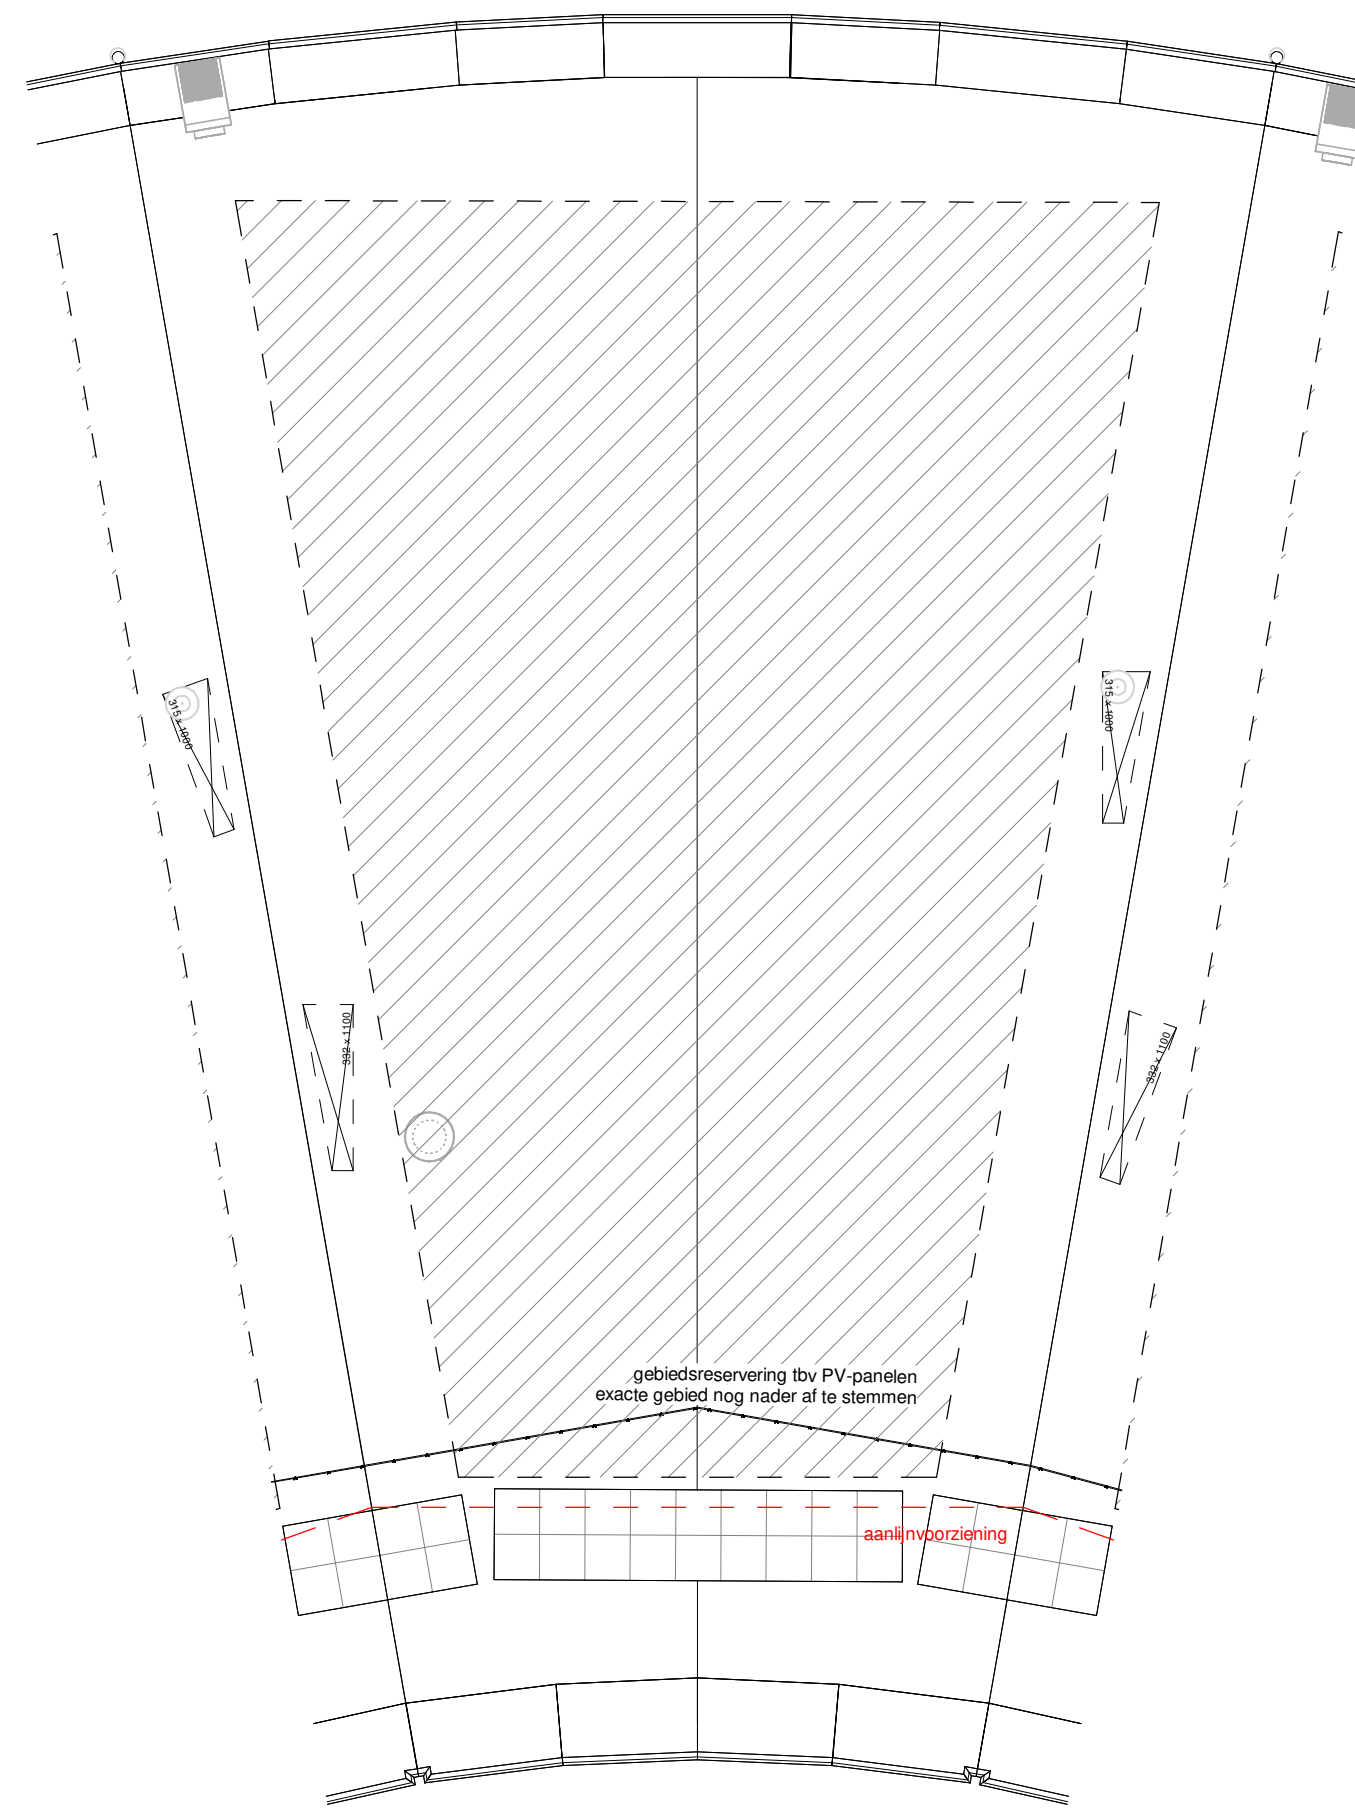 315 x 1000
315 x 1000
332 x 1100
332 x 1100
gebiedsreservering tbv PV-panelen
exacte gebied nog nader af te stemmen
aanlijnvoorziening